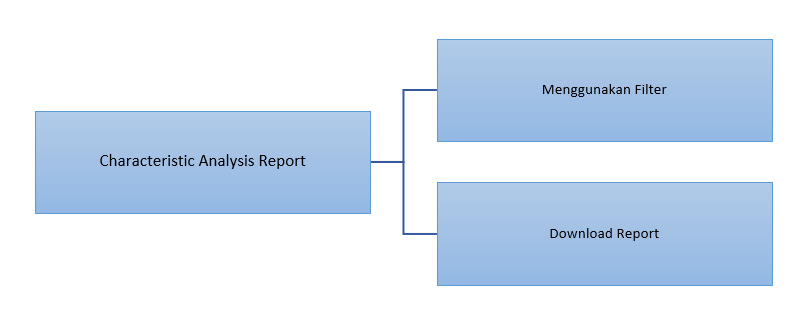 Characteristic Analysis Report
Menggunakan Filter
Download Report